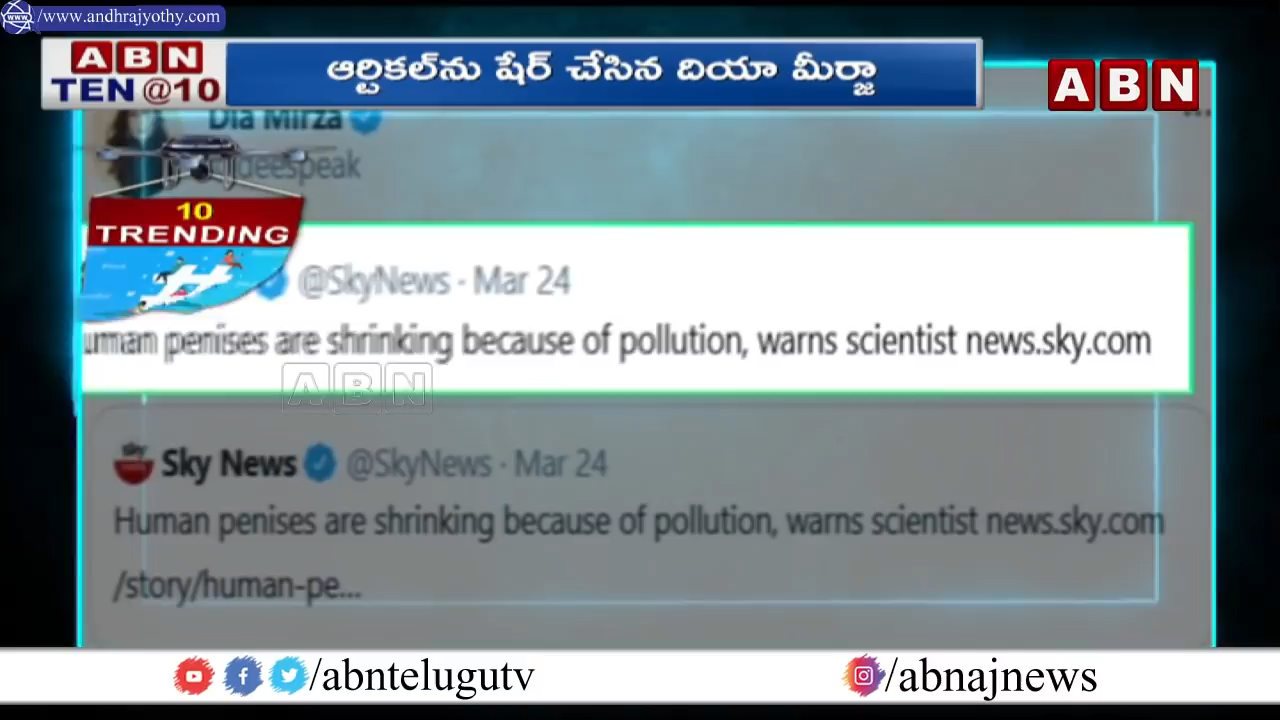 /www.andhrajyothy.com
ABN
TEN @10
ఆర్టికల్‌ను షేర్ చేసిన దియా మీర్జా
ABN
Dia Mirza
deespeak
10
TRENDING
@SkyNews · Mar 24
uman penises are shrinking because of pollution, warns scientist news.sky.com
ABN
Sky News @SkyNews · Mar 24
Human penises are shrinking because of pollution, warns scientist news.sky.com
/story/human-pe...
/abntelugutv
/abnajnews